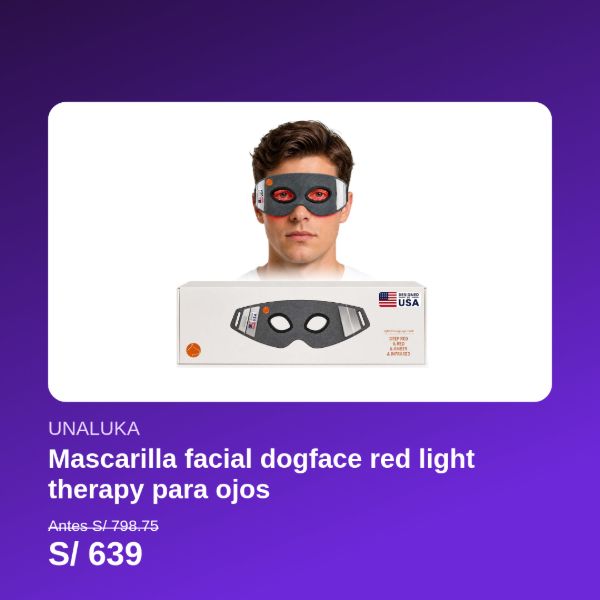 DESIGNED
USA
DEEP RED
& RED
& AMBER
& INFRARED
UNALUKA
Mascarilla facial dogface red light
therapy para ojos
Antes S/ 798.75
S/ 639